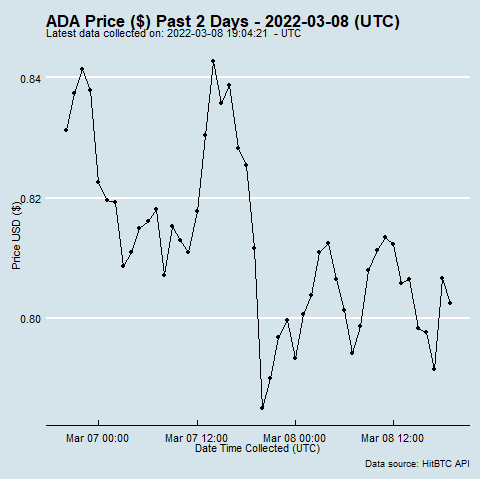 ADA Price ($) Past 2 Days - 2022-03-08 (UTC)
Latest data collected on: 2022-03-08 19:04:21 - UTC
0.84
0.82
0.80
Price USD ($)
Mar 07 00:00
Mar 07 12:00
Mar 08 00:00
Mar 08 12:00
Date Time Collected (UTC)
Data source: HitBTC API